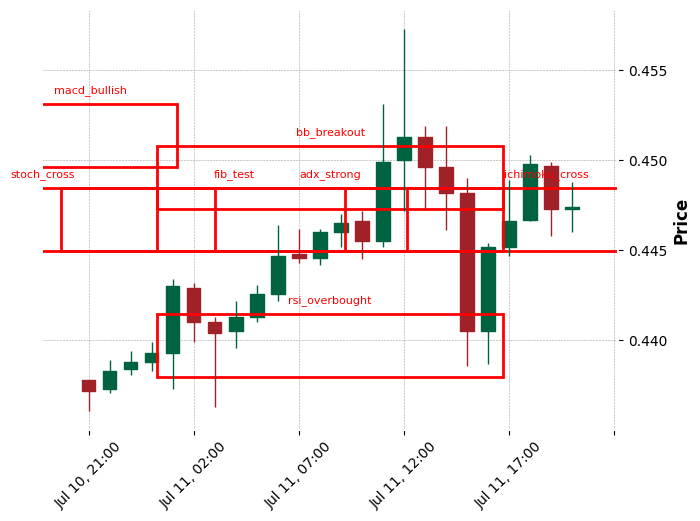 0.455
macd_bullish
bb_breakout
0.450
stoch_cross
fib_test
adx_strong
ichimoku_cross
0.445
rsi_overbought
0.440
Price
Jul 10, 21:00
Jul 11, 02:00
Jul 11, 07:00
Jul 11, 12:00
Jul 11, 17:00